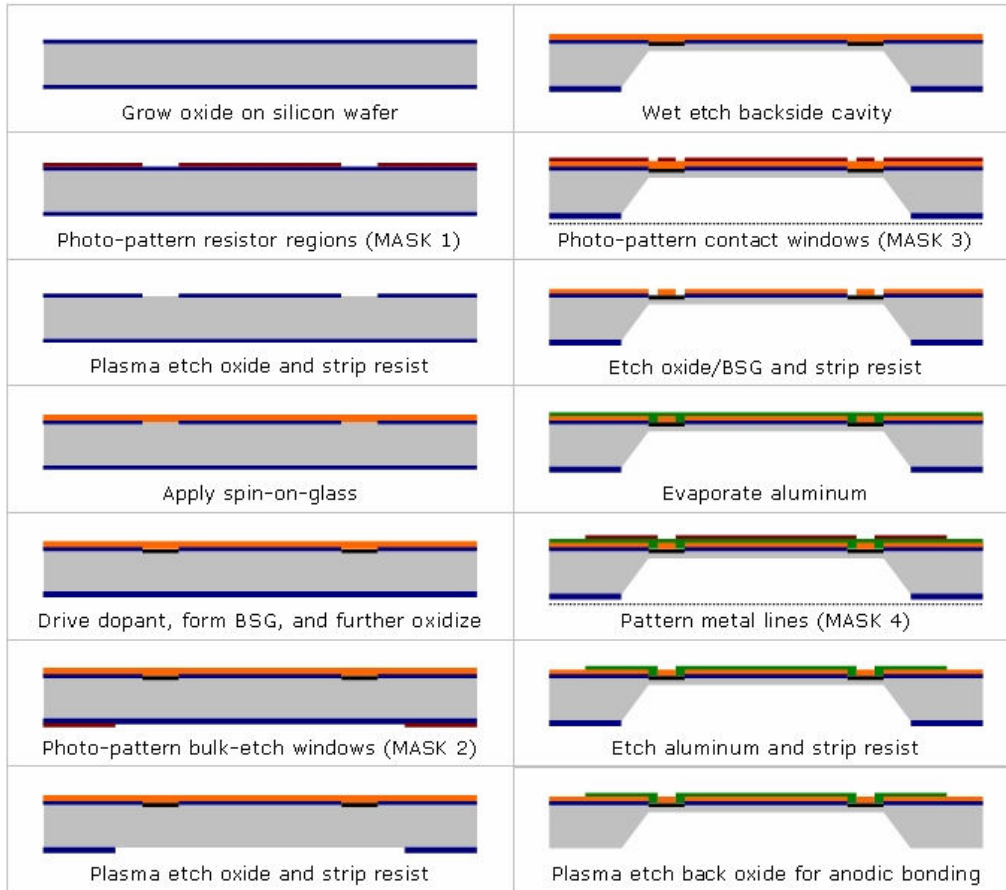 Grow oxide on silicon wafer
Photo-pattern resistor regions (MASK 1)
Plasma etch oxide and strip resist
Apply spin-on-glass
Drive dopant, form BSG, and further oxidize
Photo-pattern bulk-etch windows (MASK 2)
Plasma etch oxide and strip resist
Wet etch backside cavity
Photo-pattern contact windows (MASK 3)
Etch oxide/BSG and strip resist
Evaporate aluminum
Pattern metal lines (MASK 4)
Etch aluminum and strip resist
Plasma etch back oxide for anodic bonding